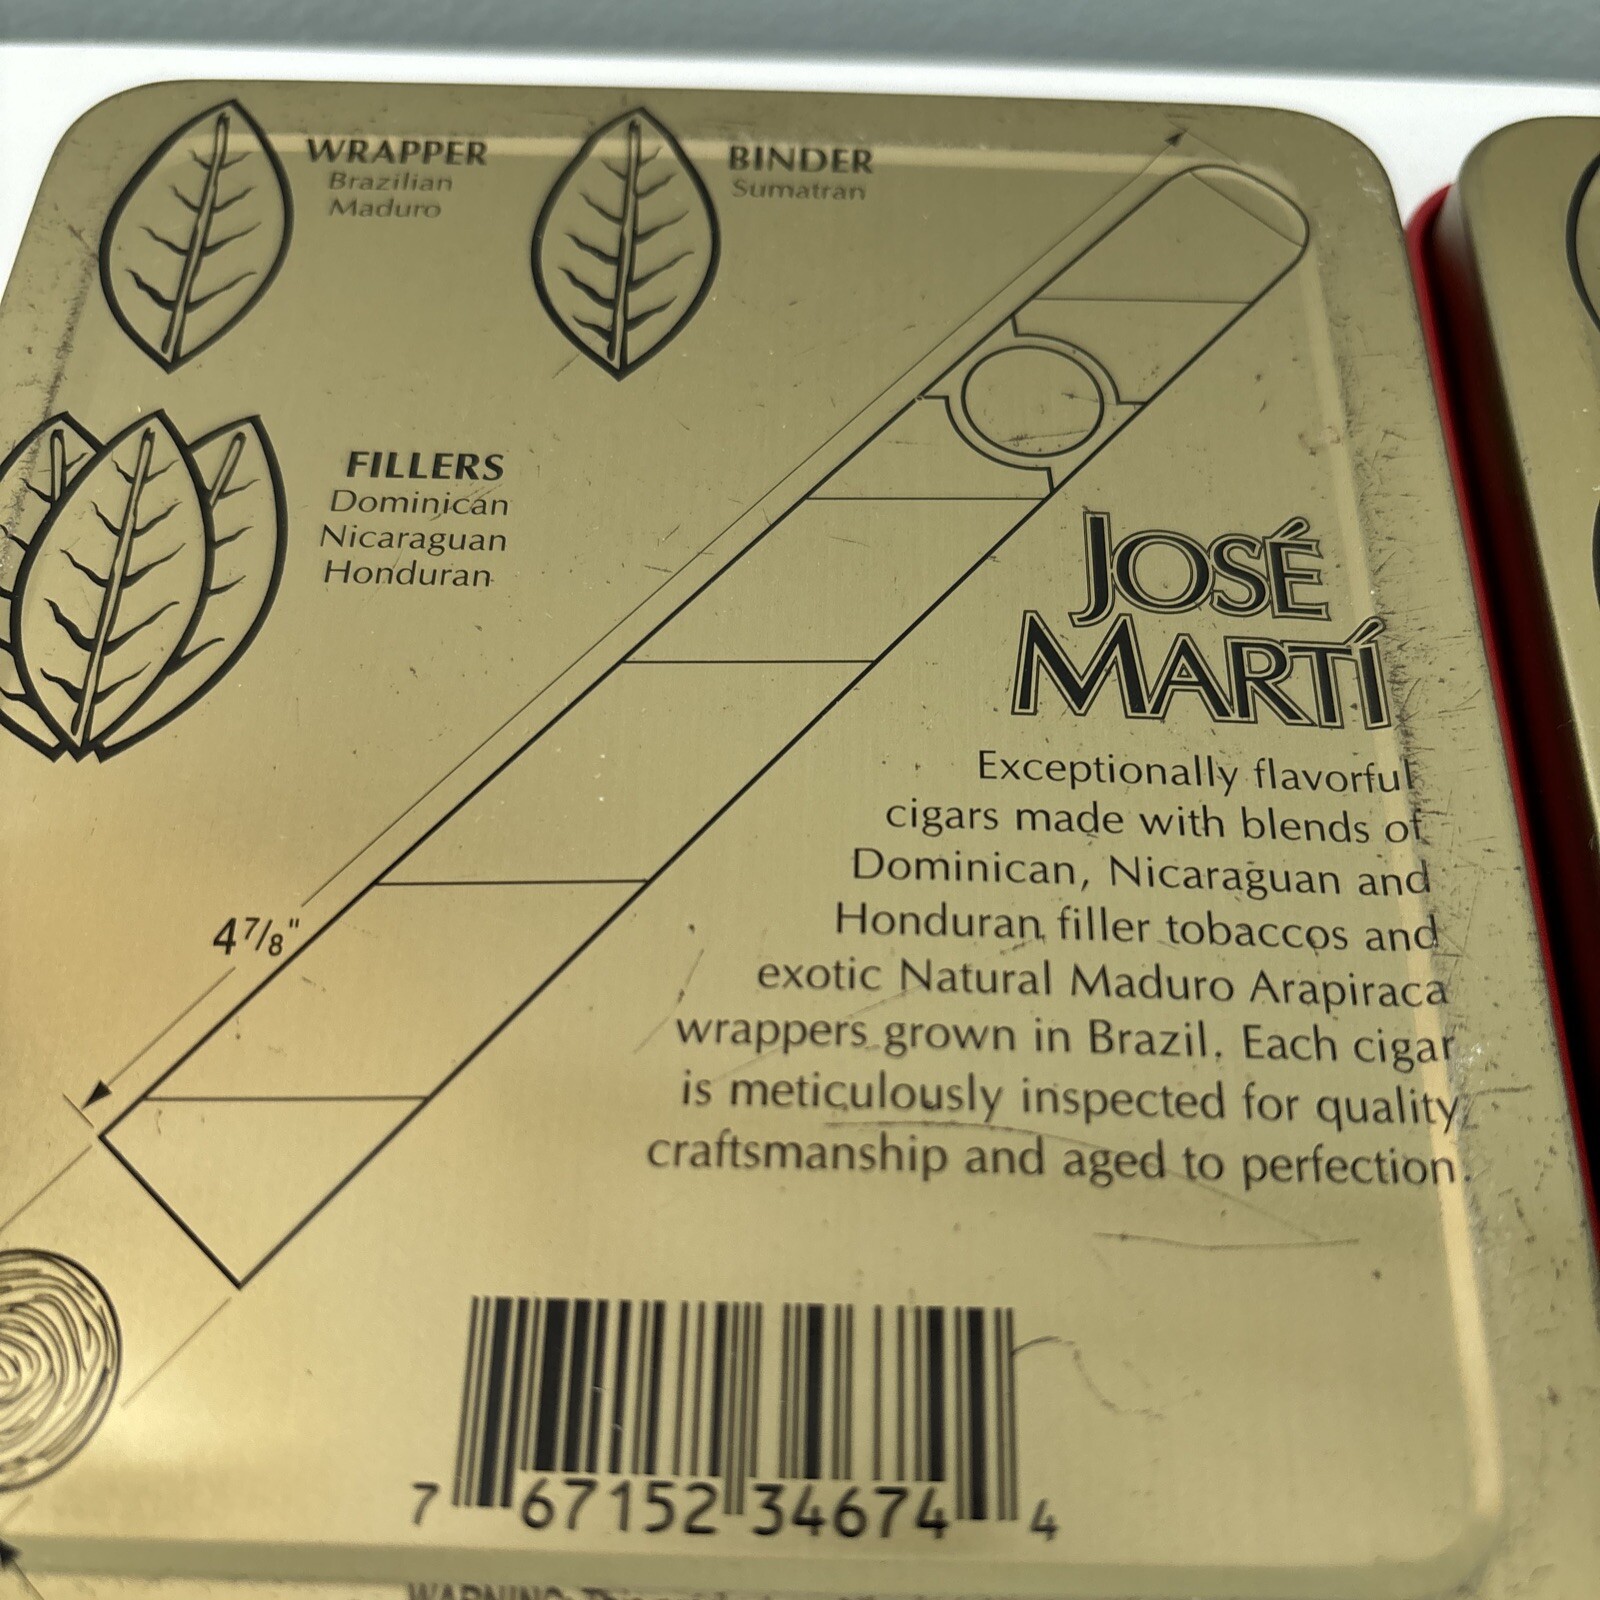 WRAPPER
Brazilian
Maduro
BINDER
Sumatran
FILLERS
Dominican
Nicaraguan
Honduran
4 7/8"
JOSÉ
MARTÍ
Exceptionally flavorful
cigars made with blends of
Dominican, Nicaraguan and
Honduran filler tobaccos and
exotic Natural Maduro Arapiraca
wrappers grown in Brazil. Each cigar
is meticulously inspected for quality
craftsmanship and aged to perfection.
7 67152 34674 4
WARNING: This